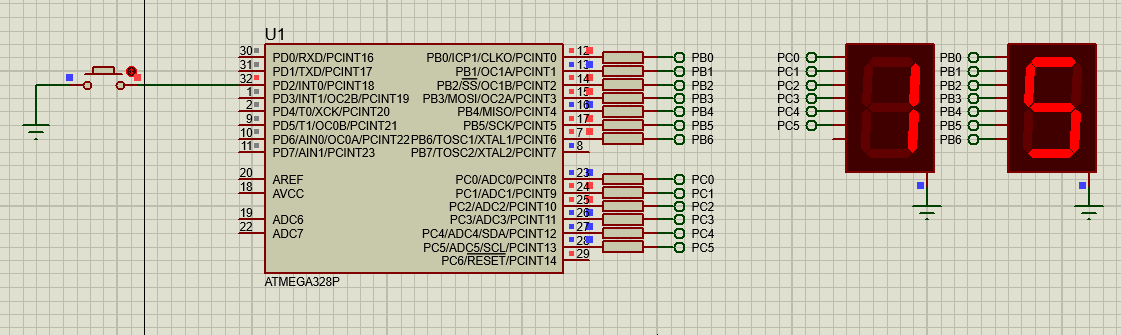 U1
30 PD0/RXD/PCINT16 PB0/ICP1/CLKO/PCINT0 12 PB0 PC0 PB0
31 PD1/TXD/PCINT17 PB1/OC1A/PCINT1 13 PB1 PC1 PB1
32 PD2/INT0/PCINT18 PB2/SS/OC1B/PCINT2 14 PB2 PC2 PB2
1 PD3/INT1/OC2B/PCINT19 PB3/MOSI/OC2A/PCINT3 15 PB3 PC3 PB3
2 PD4/T0/XCK/PCINT20 PB4/MISO/PCINT4 16 PB4 PC4 PB4
9 PD5/T1/OC0B/PCINT21 PB5/SCK/PCINT5 17 PB5 PC5 PB5
10 PD6/AIN0/OC0A/PCINT22 PB6/TOSC1/XTAL1/PCINT6 7 PB6 PB6
11 PD7/AIN1/PCINT23 PB7/TOSC2/XTAL2/PCINT7 8
15
20 AREF PC0/ADC0/PCINT8 23 PC0
18 AVCC PC1/ADC1/PCINT9 24 PC1
PC2/ADC2/PCINT10 25 PC2
19 ADC6 PC3/ADC3/PCINT11 26 PC3
22 ADC7 PC4/ADC4/SDA/PCINT12 27 PC4
PC5/ADC5/SCL/PCINT13 28 PC5
PC6/RESET/PCINT14 29
ATMEGA328P